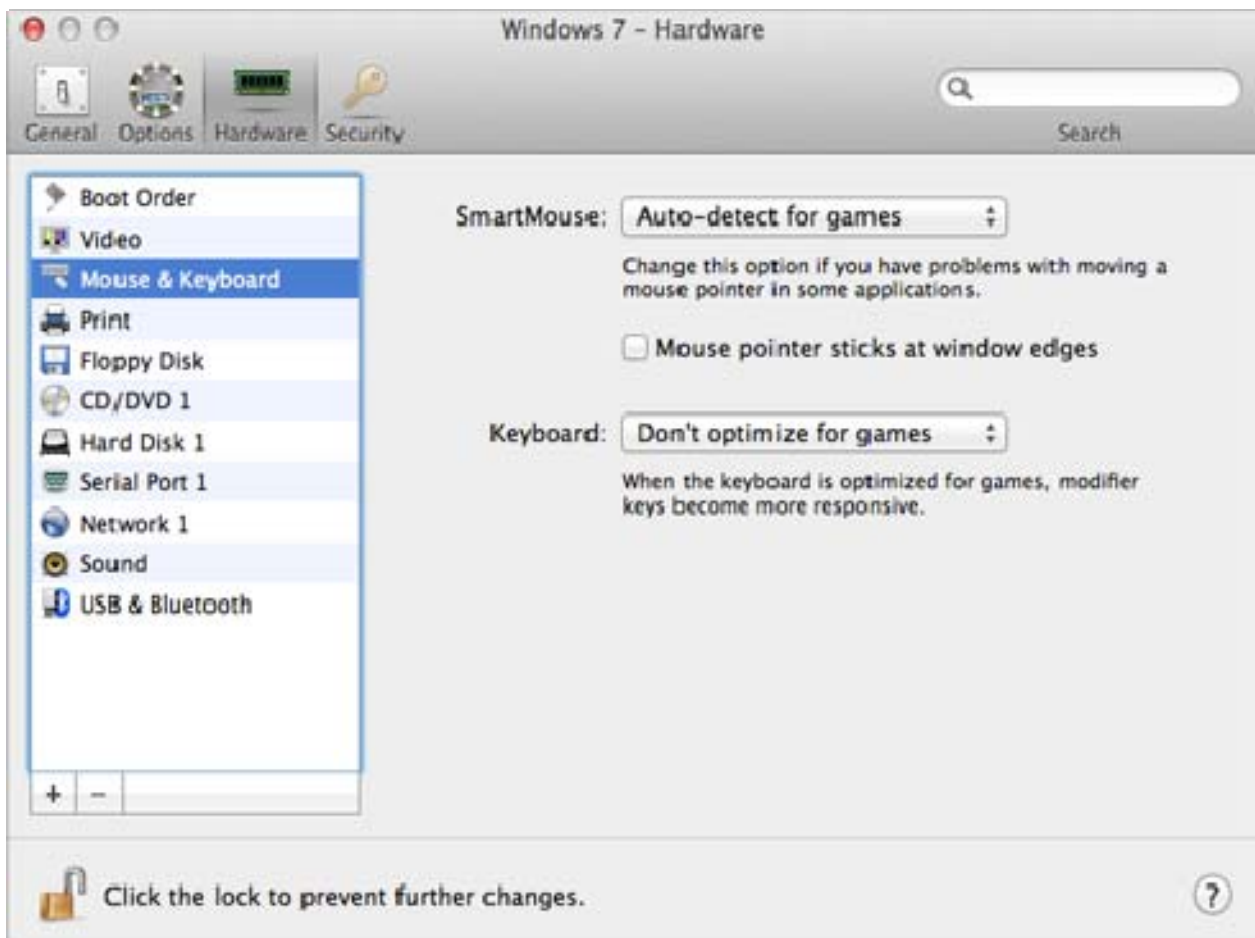 Windows 7 – Hardware
General Options Hardware Security
Search
Boot Order
Video
Mouse & Keyboard
Print
Floppy Disk
CD/DVD 1
Hard Disk 1
Serial Port 1
Network 1
Sound
USB & Bluetooth
+ −
SmartMouse: Auto-detect for games
Change this option if you have problems with moving a
mouse pointer in some applications.
Mouse pointer sticks at window edges
Keyboard: Don't optimize for games
When the keyboard is optimized for games, modifier
keys become more responsive.
Click the lock to prevent further changes.
?